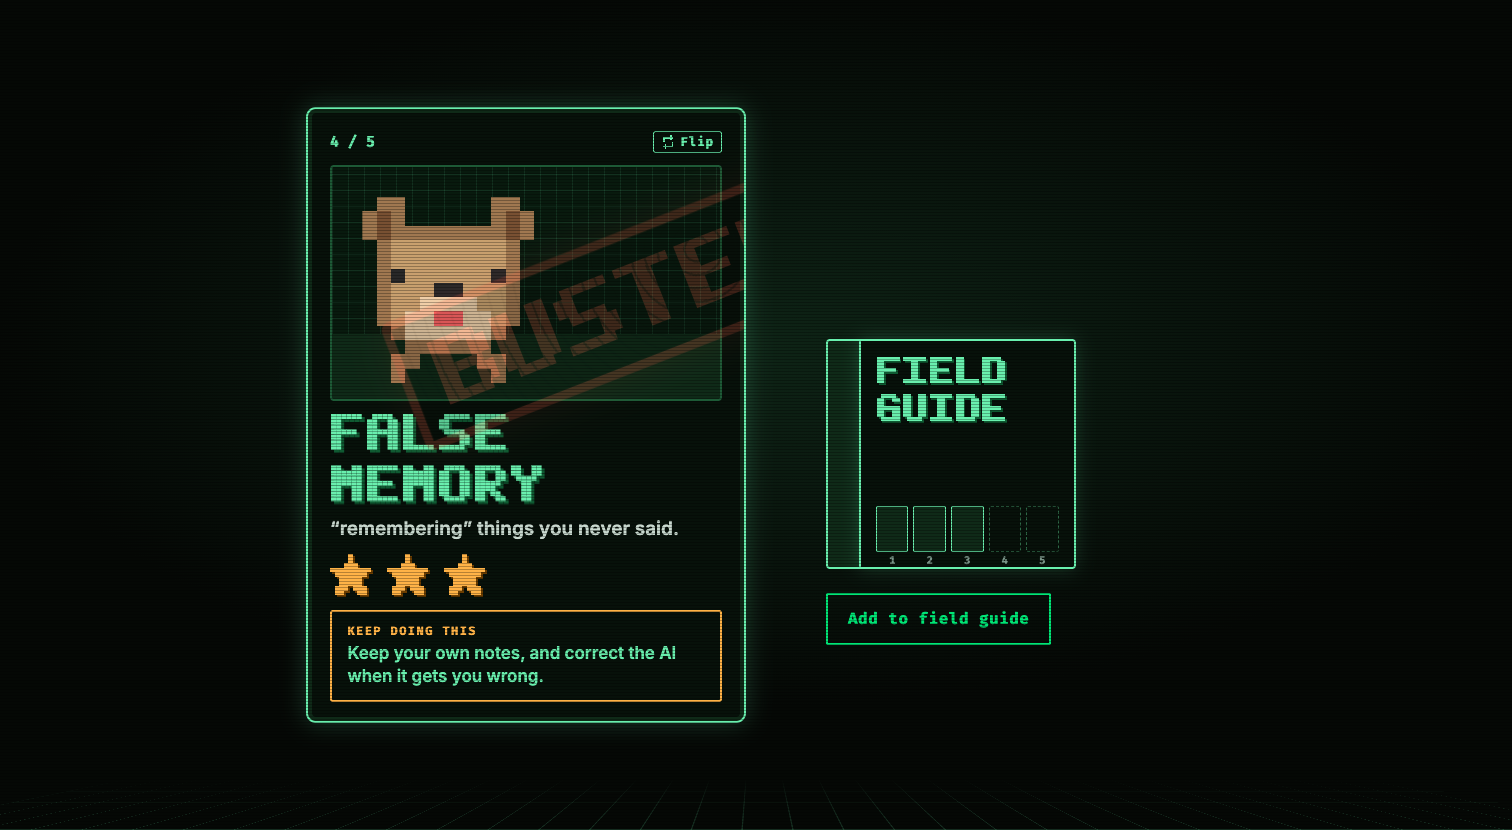 4 / 5
Flip
BUSTE
FALSE
MEMORY
“remembering” things you never said.
KEEP DOING THIS
Keep your own notes, and correct the AI
when it gets you wrong.
FIELD
GUIDE
1 2 3 4 5
Add to field guide